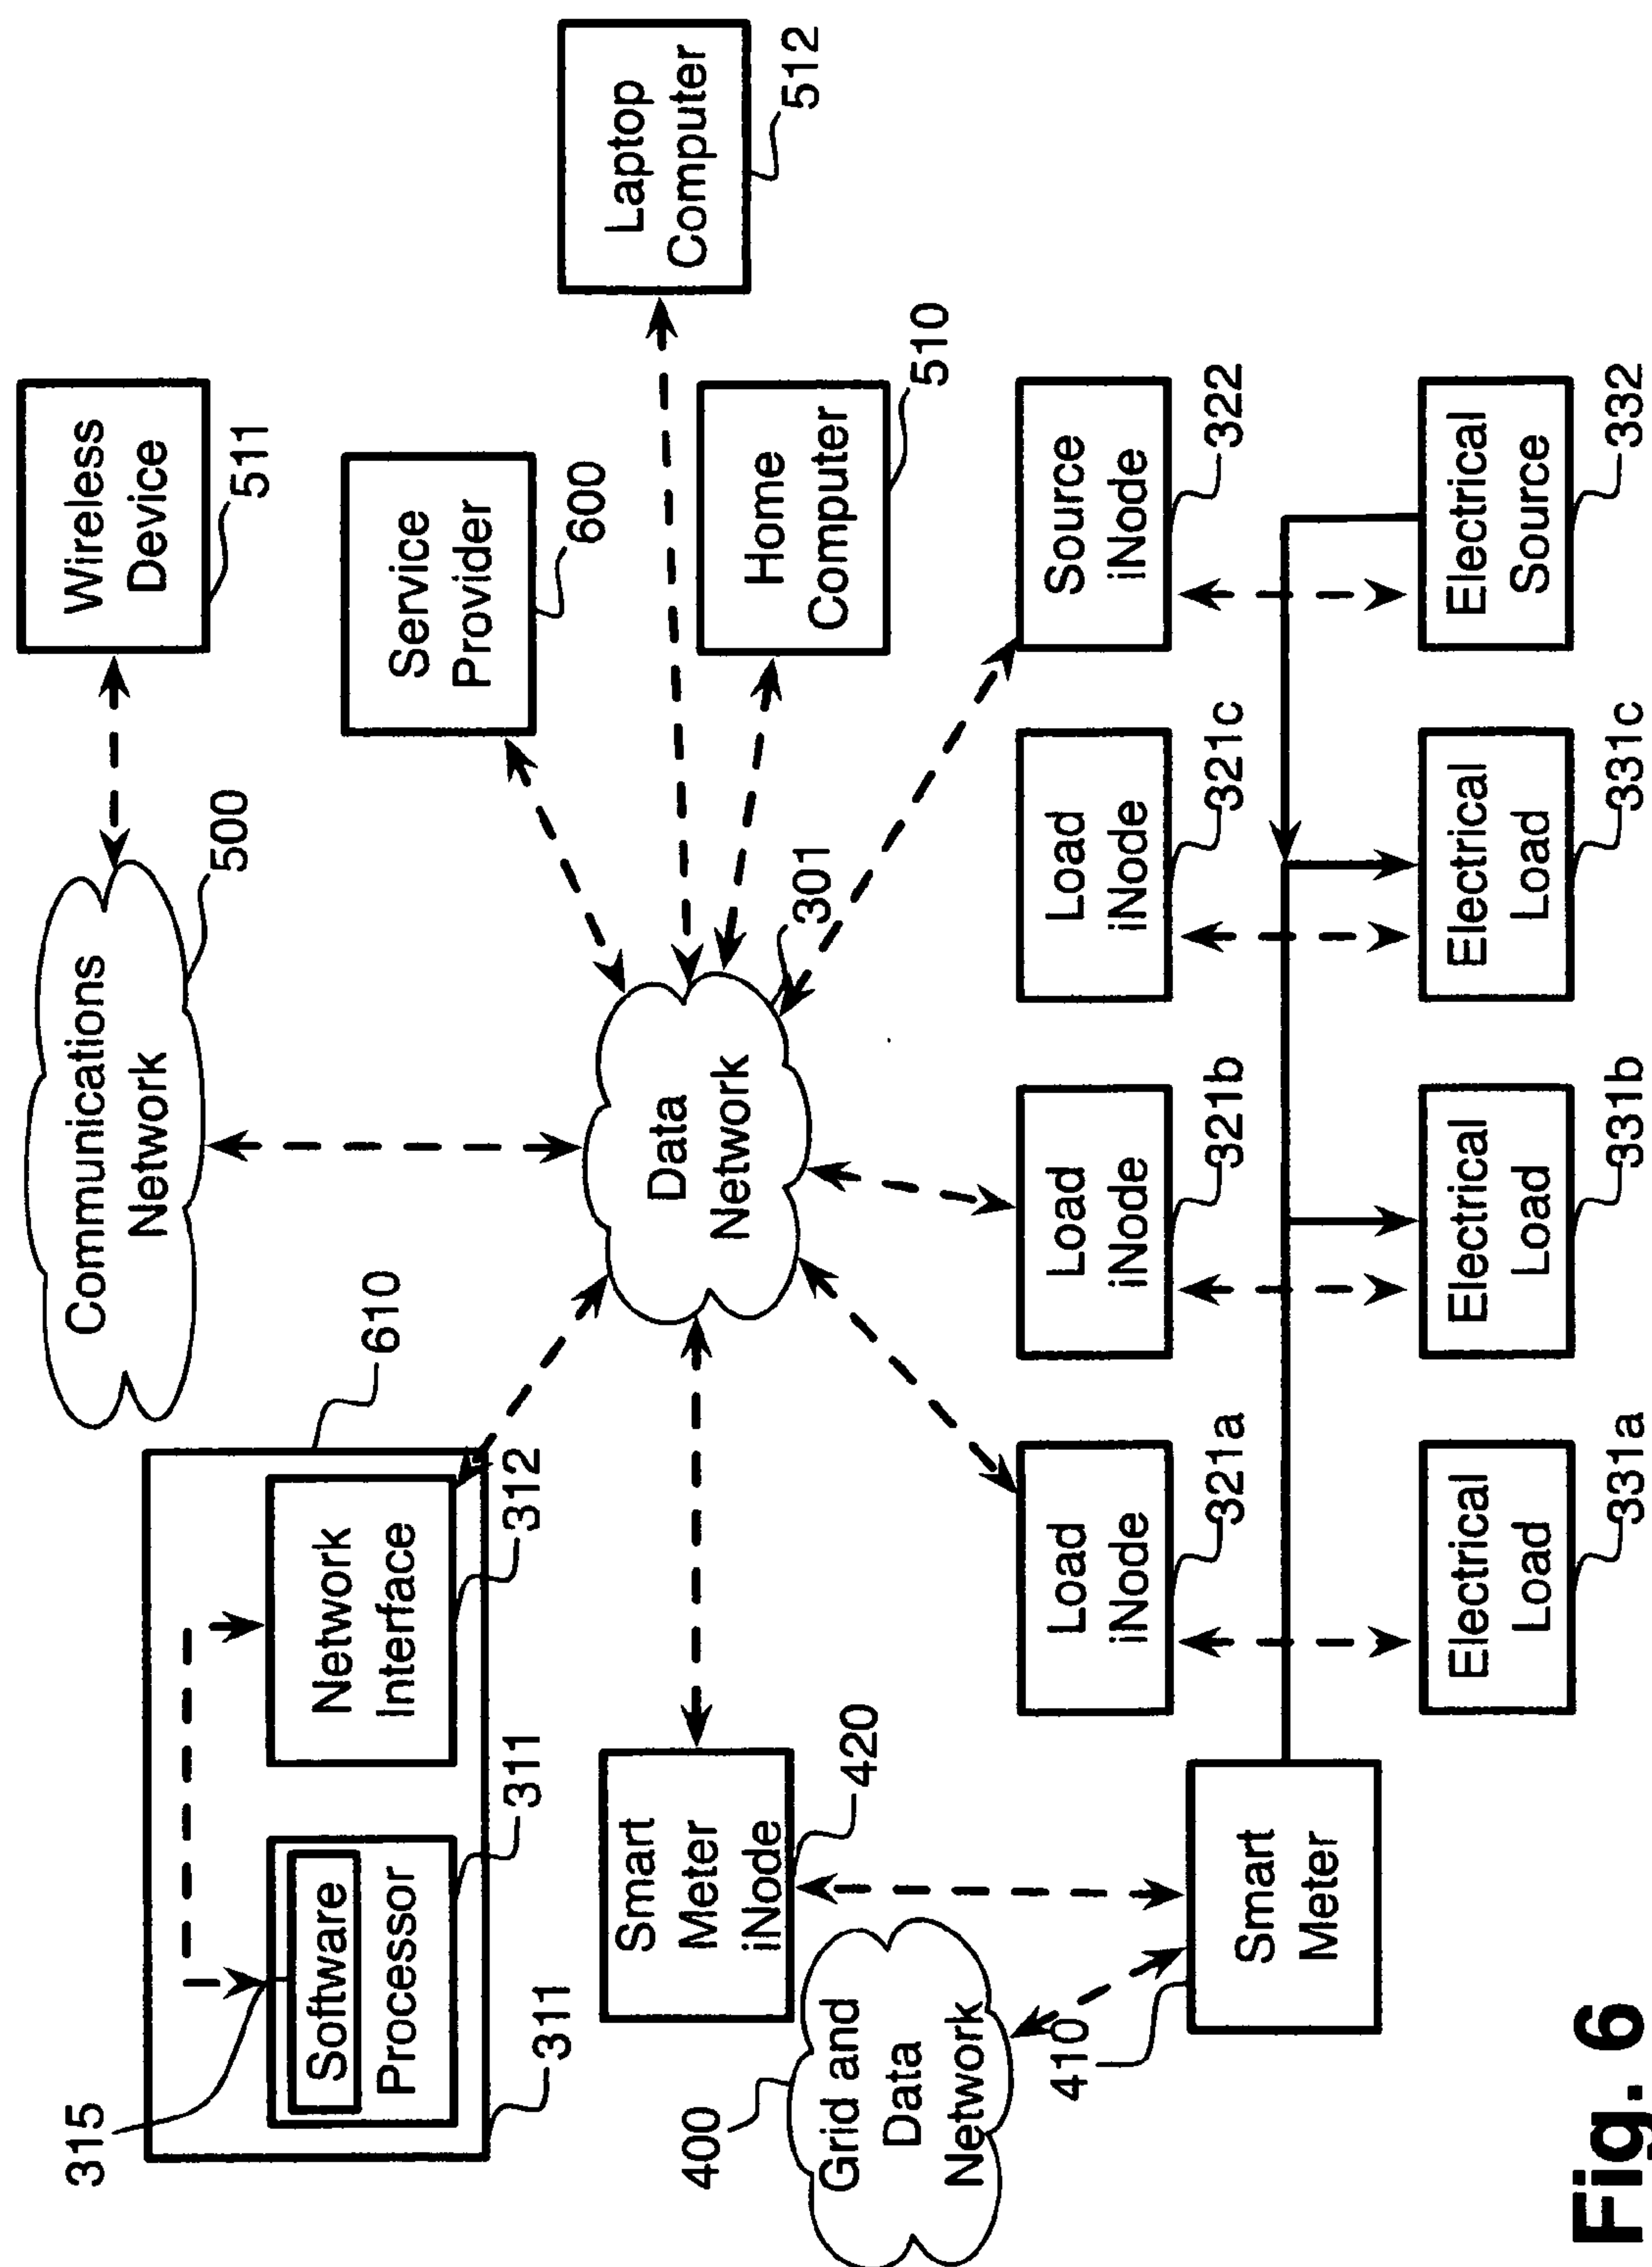 315
Software
Processor
311
311
Network
Interface
312
610
Communications
Network
500
Wireless
Device
511
Service
Provider
600
Laptop
Computer
512
Home
Computer
510
Data
Network
301
Smart
Meter
iNode
420
400
Grid and
Data
Network
410
Smart
Meter
Load
iNode
321a
Load
iNode
321b
Load
iNode
321c
Source
iNode
322
Electrical
Load
331a
Electrical
Load
331b
Electrical
Load
331c
Electrical
Source
332
Fig. 6